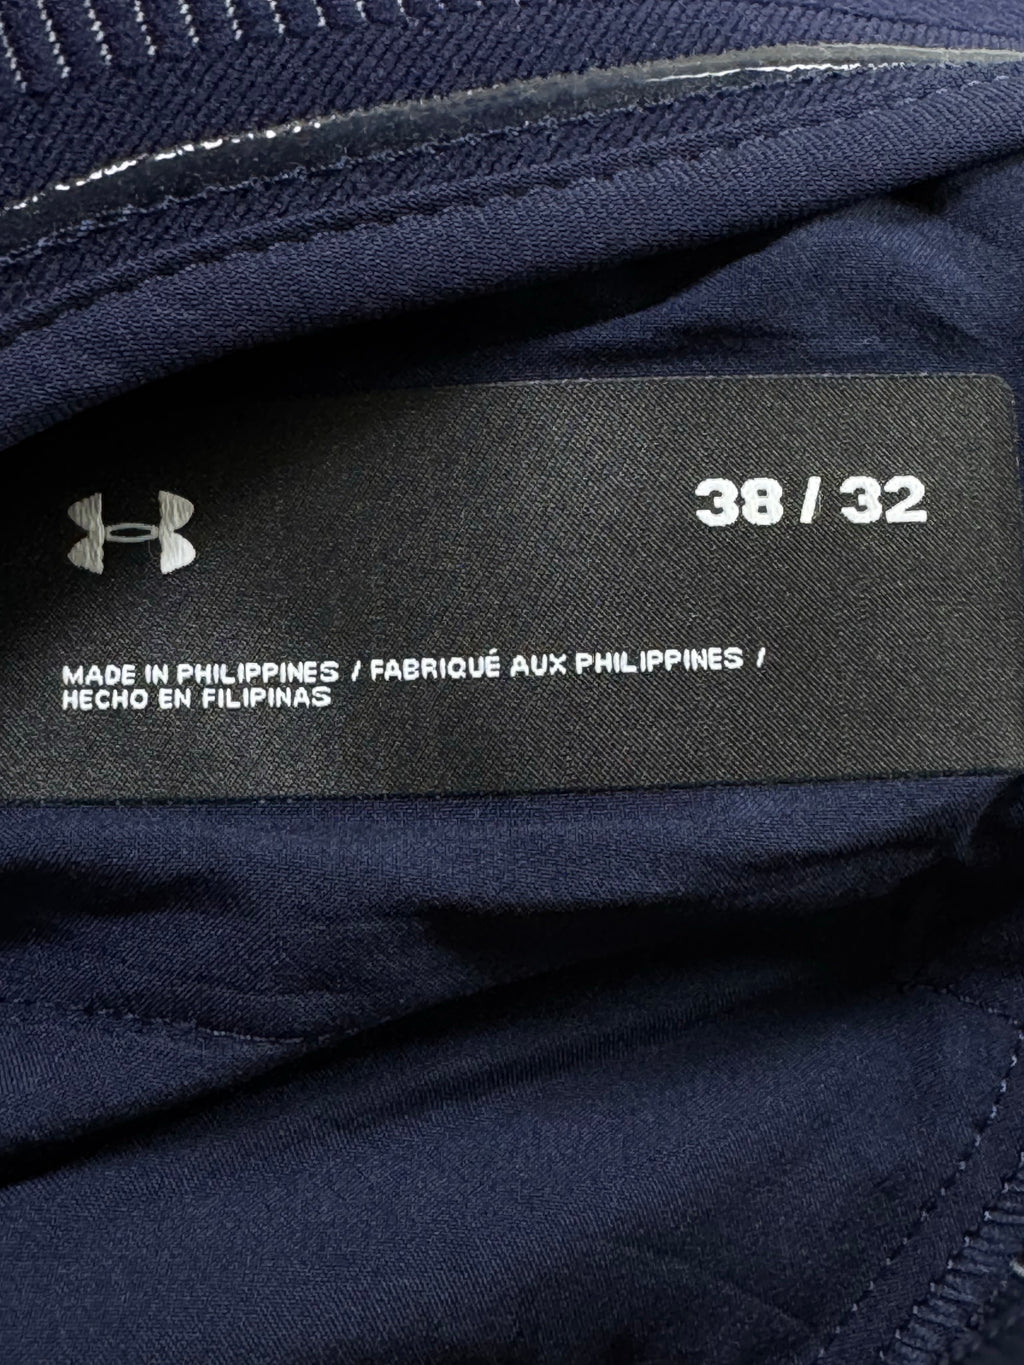 38 / 32
MADE IN PHILIPPINES / FABRIQUÉ AUX PHILIPPINES /
HECHO EN FILIPINAS